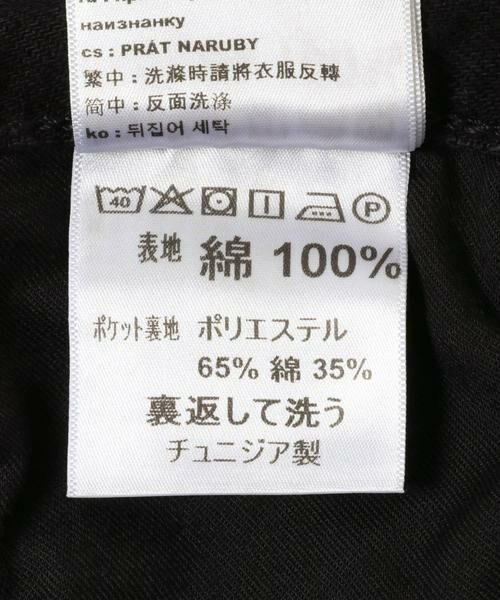 наизнанку
cs : PRÁT NARUBY
繁中 : 洗滌時請將衣服反轉
简中 : 反面洗涤
ko : 뒤집어 세탁
40 P
表地 綿 100%
ポケット裏地 ポリエステル
65% 綿 35%
裏返して洗う
チュニジア製